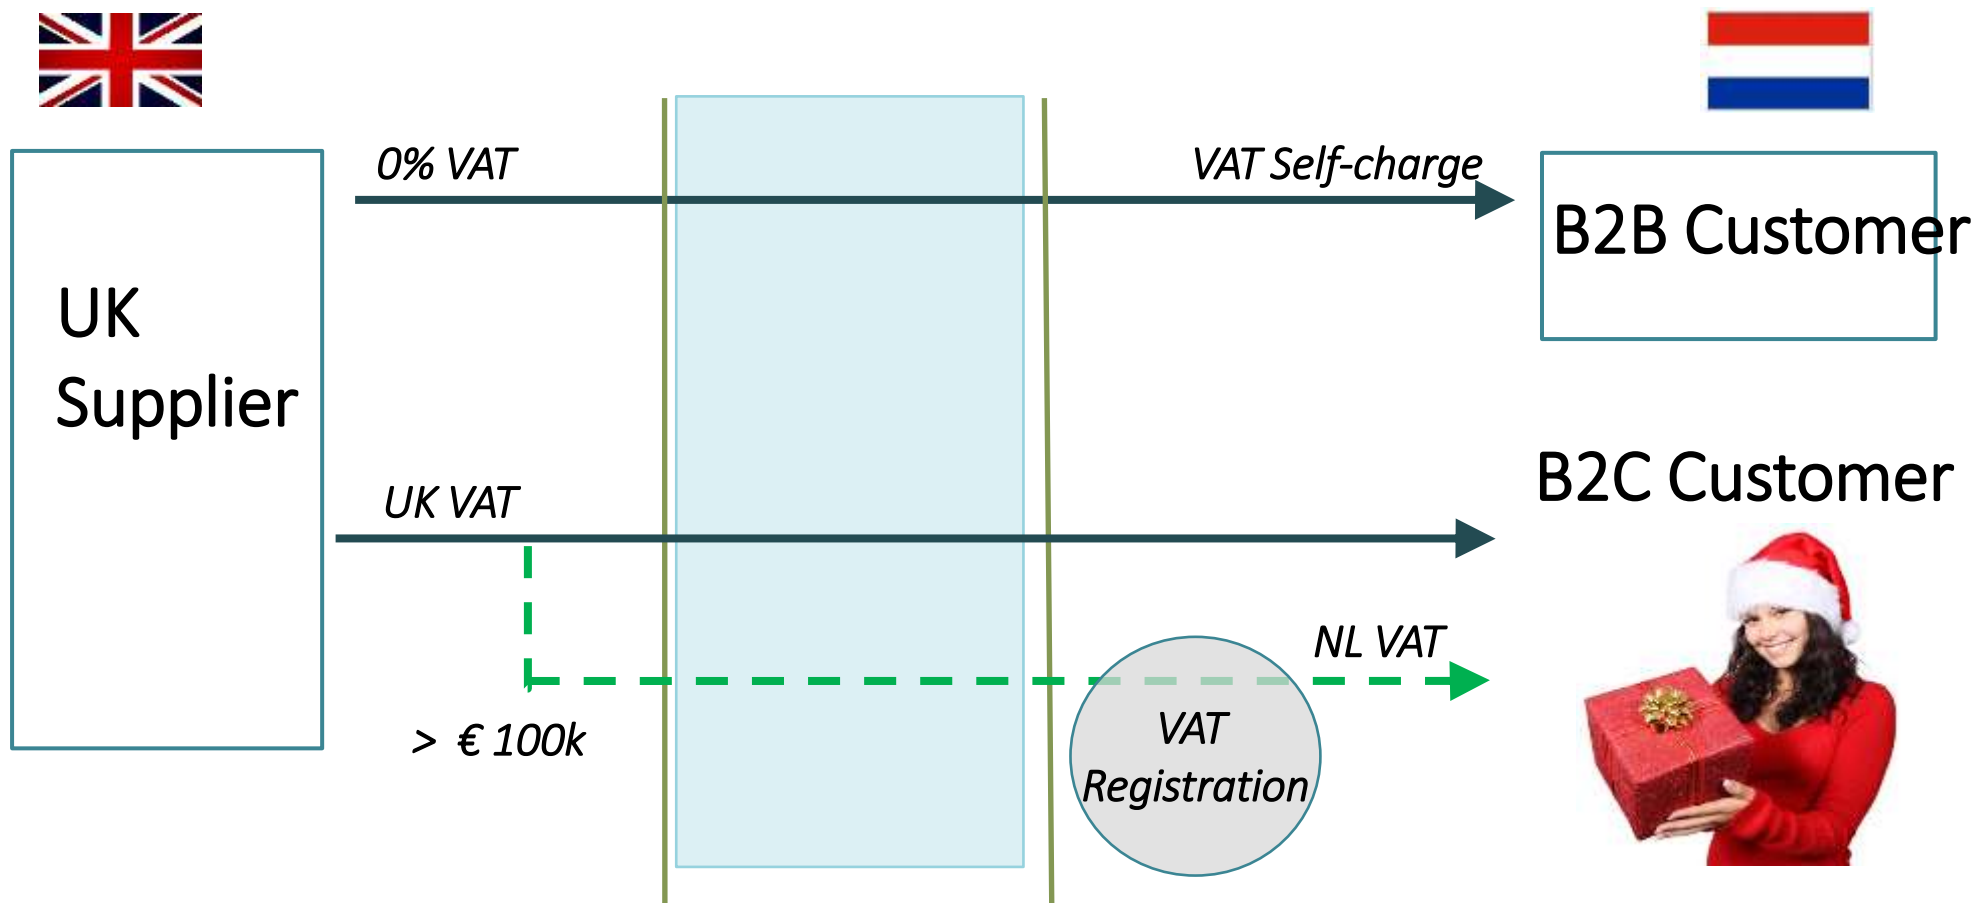 0% VAT
VAT Self-charge
B2B Customer
UK
Supplier
B2C Customer
UK VAT
NL VAT
> € 100k
VAT
Registration